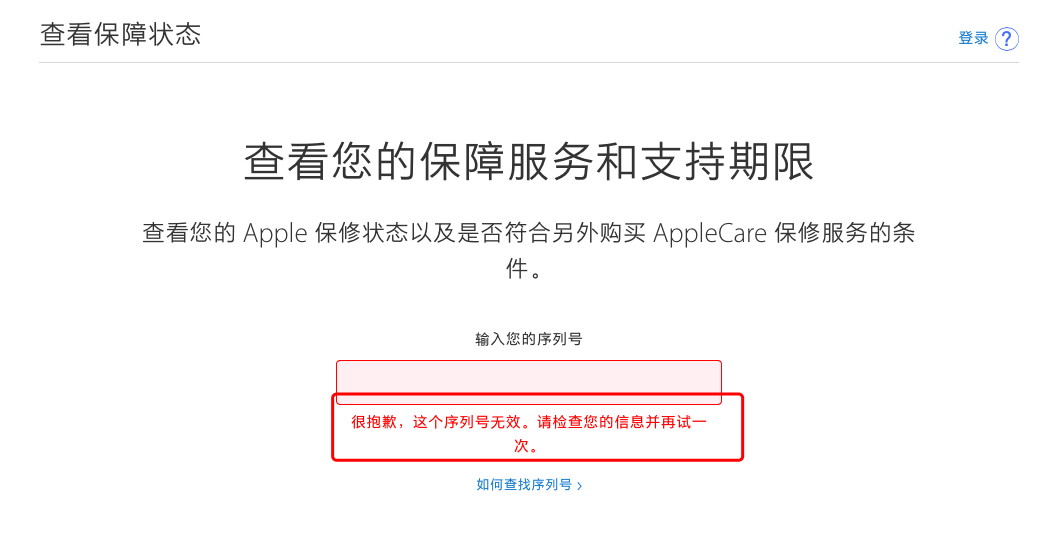 查看保障状态
登录 ?
查看您的保障服务和支持期限
查看您的 Apple 保修状态以及是否符合另外购买 AppleCare 保修服务的条
件。
输入您的序列号
很抱歉，这个序列号无效。请检查您的信息并再试一
次。
如何查找序列号 ›